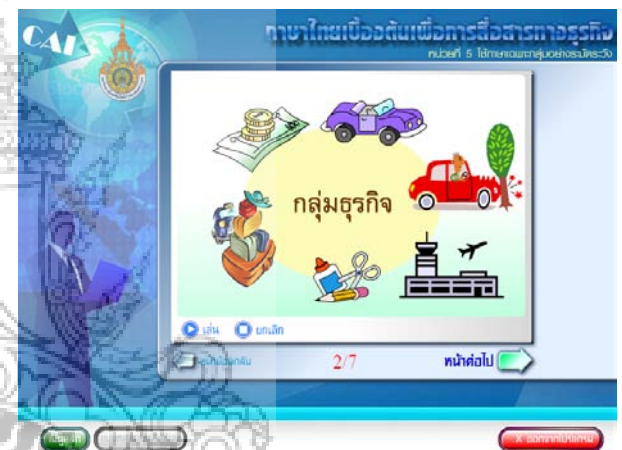 CAI
ภาษาไทยเบื้องต้นเพื่อการสื่อสารทางธุรกิจ
หน่วยที่ 5 ใช้ภาษาเฉพาะกลุ่มอย่างระมัดระวัง
กลุ่มธุรกิจ
เล่น
ยกเลิก
2/7
หน้าต่อไป
X ออกจากโปรแกรม